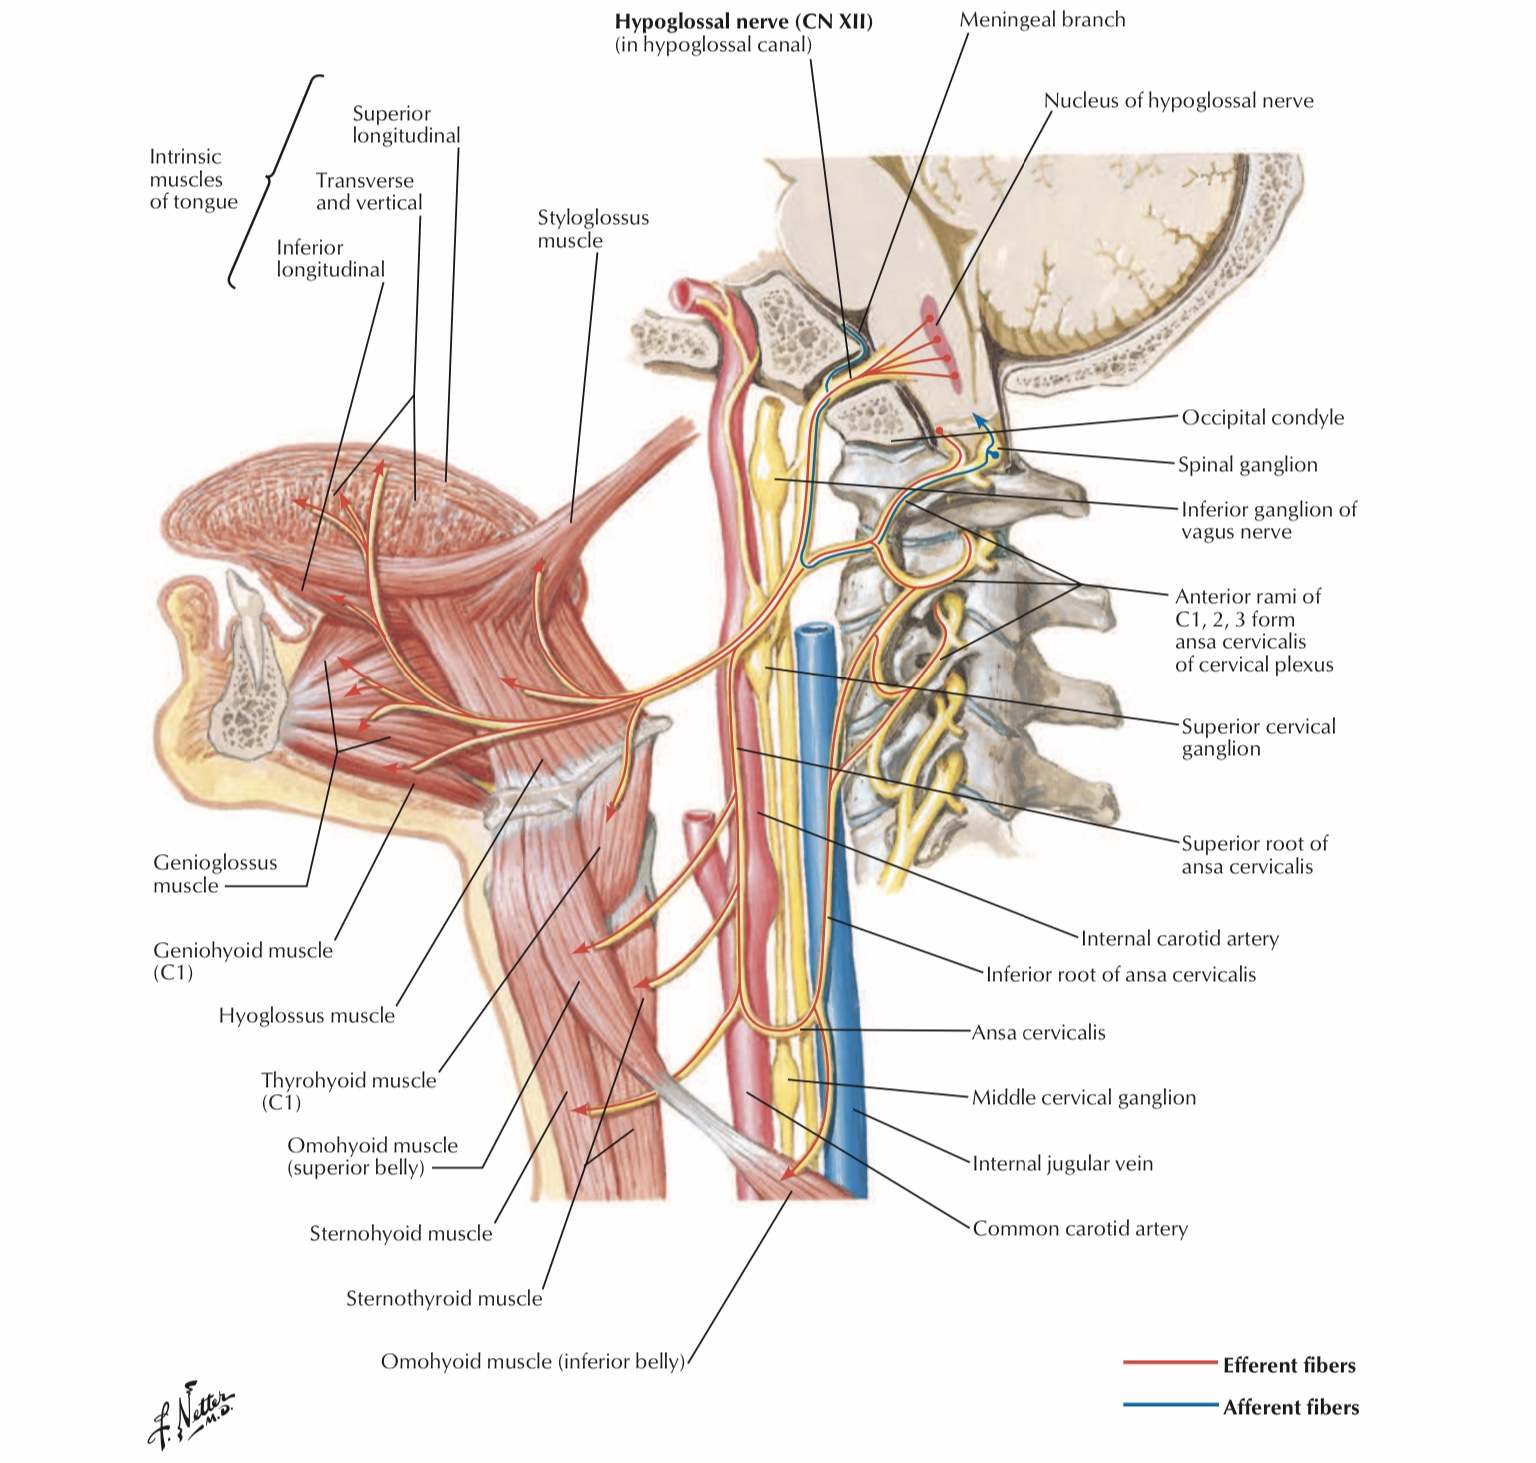 Hypoglossal nerve (CN XII)
(in hypoglossal canal)
Meningeal branch
Nucleus of hypoglossal nerve
Superior
longitudinal
Intrinsic
muscles
of tongue
Transverse
and vertical
Inferior
longitudinal
Styloglossus
muscle
Occipital condyle
Spinal ganglion
Inferior ganglion of
vagus nerve
Anterior rami of
C1, 2, 3 form
ansa cervicalis
of cervical plexus
Superior cervical
ganglion
Superior root of
ansa cervicalis
Internal carotid artery
Inferior root of ansa cervicalis
Ansa cervicalis
Middle cervical ganglion
Internal jugular vein
Common carotid artery
Genioglossus
muscle
Geniohyoid muscle
(C1)
Hyoglossus muscle
Thyrohyoid muscle
(C1)
Omohyoid muscle
(superior belly)
Sternohyoid muscle
Sternothyroid muscle
Omohyoid muscle (inferior belly)
Efferent fibers
Afferent fibers
F. Netter
M.D.